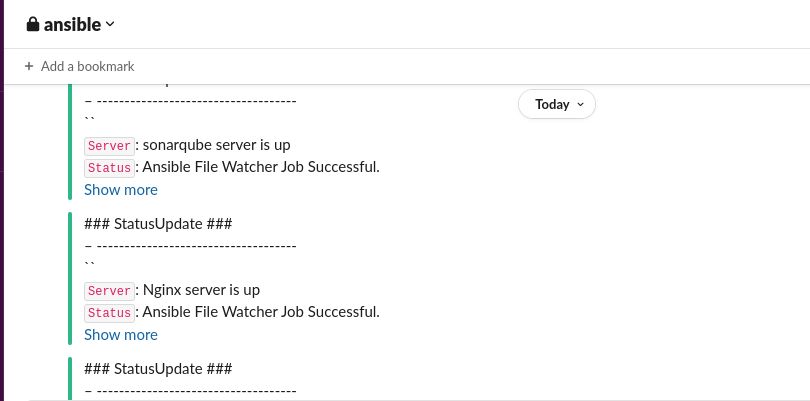 ansible
+ Add a bookmark
Today
– ------------------------------------
``
Server: sonarqube server is up
Status: Ansible File Watcher Job Successful.
Show more
### StatusUpdate ###
– ------------------------------------
``
Server: Nginx server is up
Status: Ansible File Watcher Job Successful.
Show more
### StatusUpdate ###
– ------------------------------------